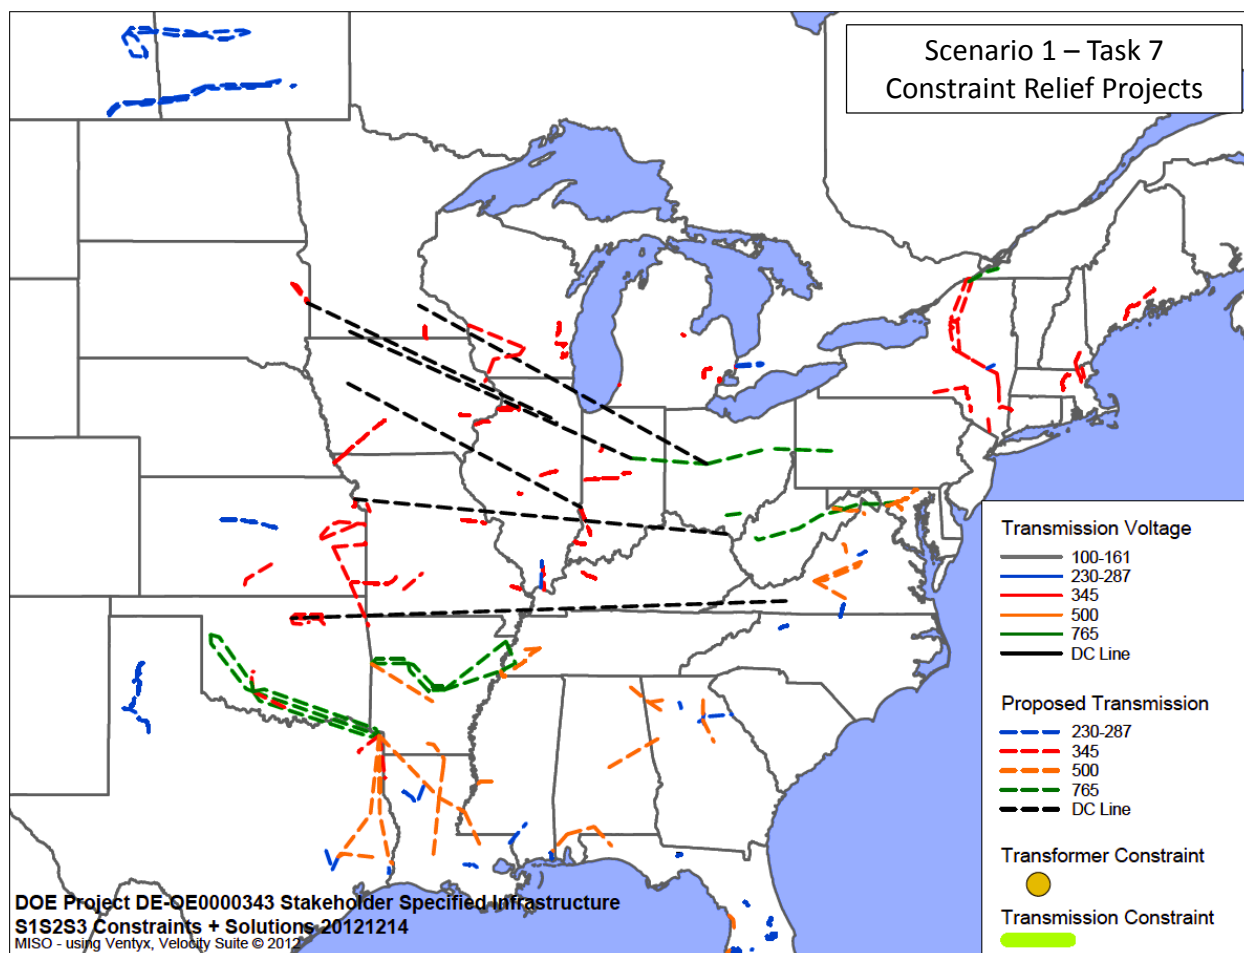 Scenario 1 – Task 7
Constraint Relief Projects
Transmission Voltage
100-161
230-287
345
500
765
DC Line
Proposed Transmission
230-287
345
500
765
DC Line
Transformer Constraint
Transmission Constraint
DOE Project DE-OE0000343 Stakeholder Specified Infrastructure
S1S2S3 Constraints + Solutions 20121214
MISO - using Ventyx, Velocity Suite © 2012